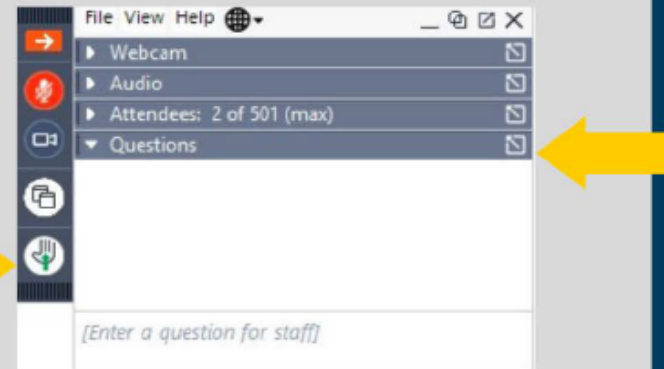 File View Help
Webcam
Audio
Attendees: 2 of 501 (max)
Questions
[Enter a question for staff]